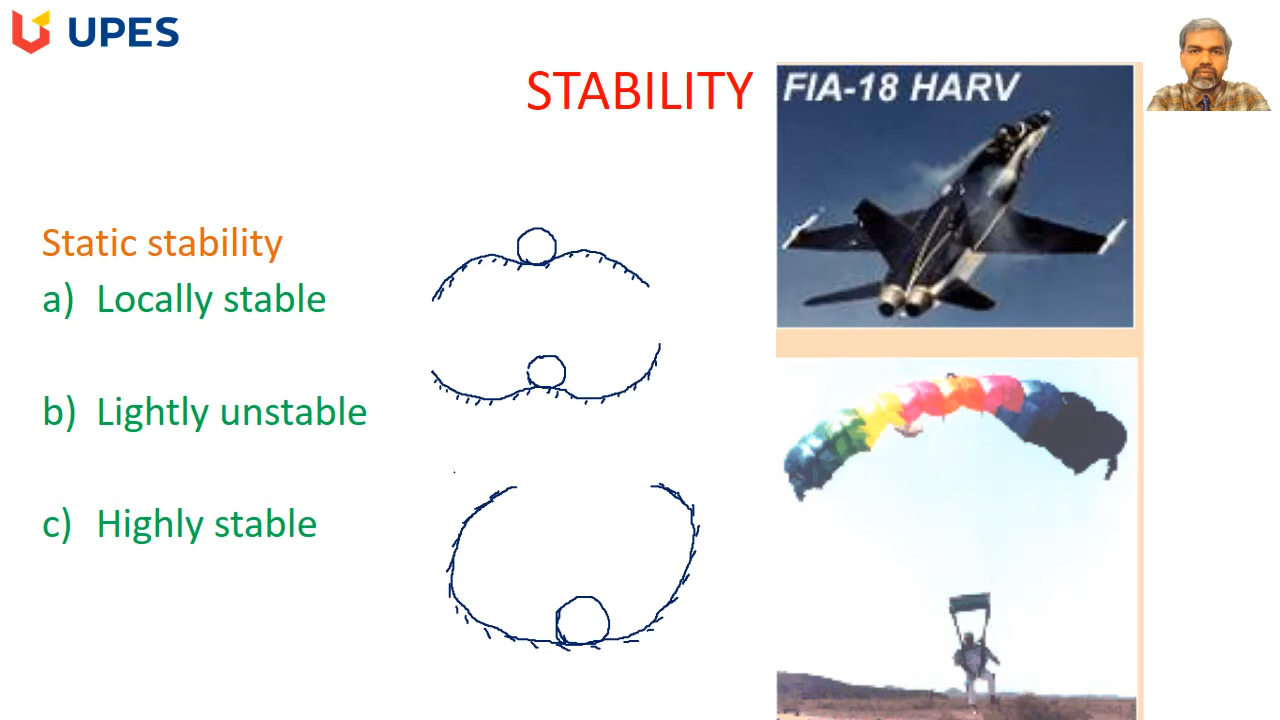 UPES
STABILITY
FIA-18 HARV
Static stability
a) Locally stable
b) Lightly unstable
c) Highly stable